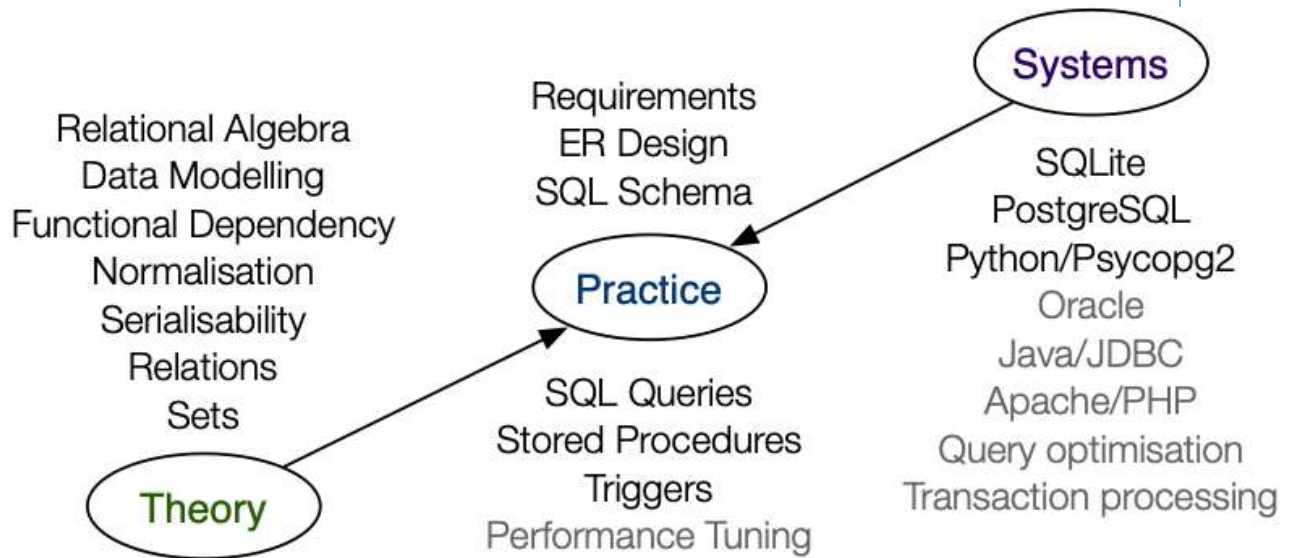 Relational Algebra
Data Modelling
Functional Dependency
Normalisation
Serialisability
Relations
Sets
Theory
Requirements
ER Design
SQL Schema
Practice
SQL Queries
Stored Procedures
Triggers
Performance Tuning
Systems
SQLite
PostgreSQL
Python/Psycopg2
Oracle
Java/JDBC
Apache/PHP
Query optimisation
Transaction processing